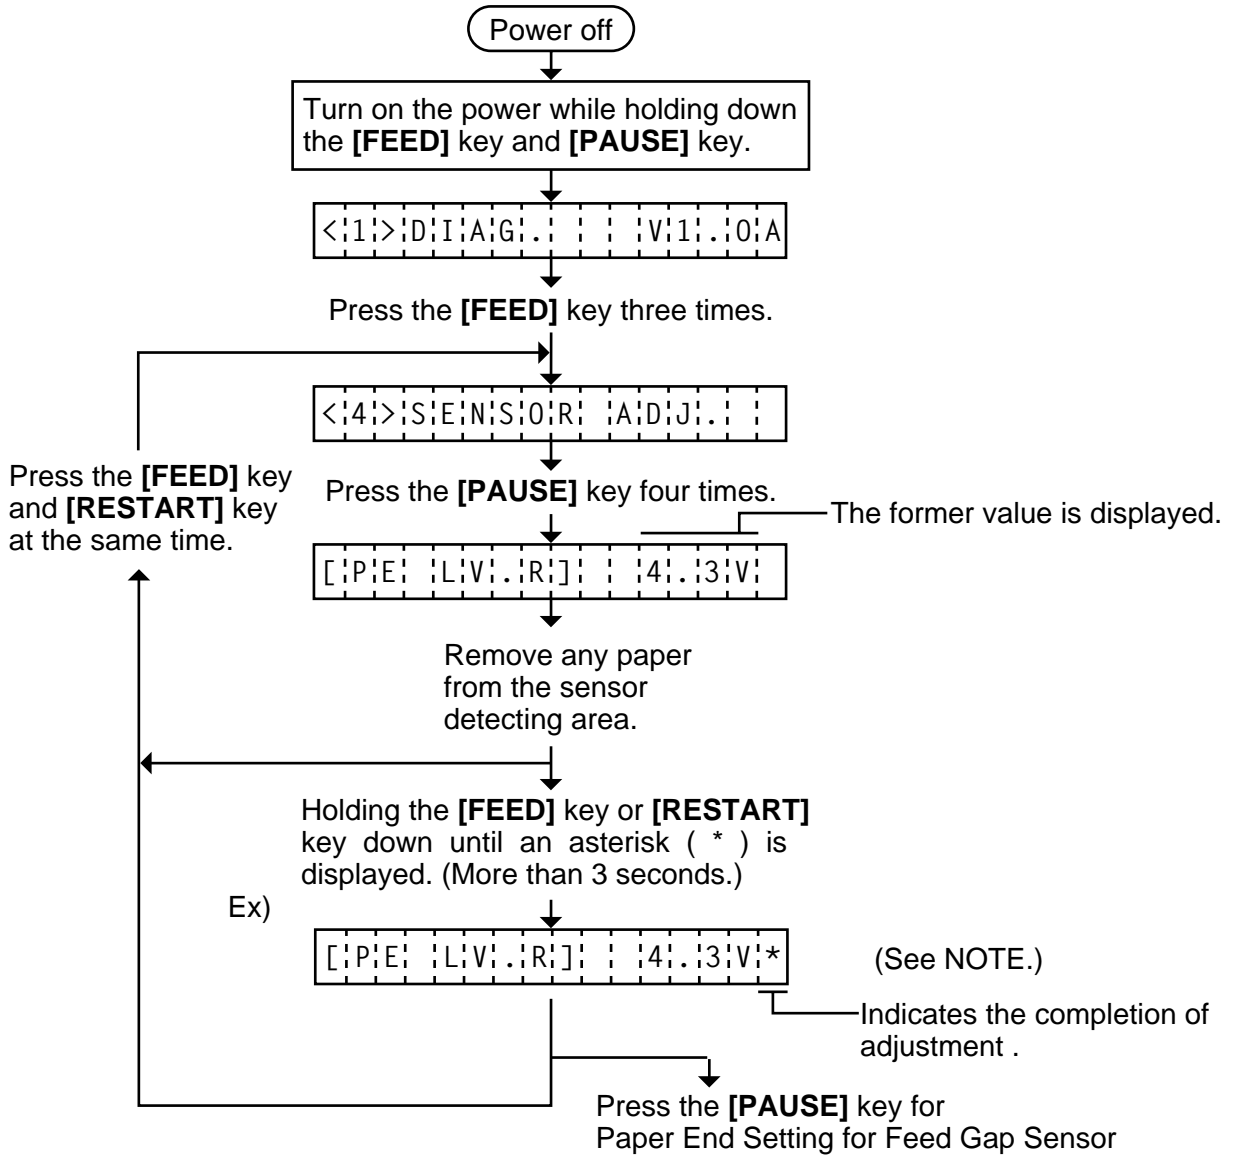 Power off
Turn on the power while holding down
the [FEED] key and [PAUSE] key.
<1>DIAG.   V1.0A
Press the [FEED] key three times.
<4>SENSOR ADJ.
Press the [FEED] key
and [RESTART] key
at the same time.
Press the [PAUSE] key four times.
The former value is displayed.
[PE LV.R]  4.3V
Remove any paper
from the sensor
detecting area.
Holding the [FEED] key or [RESTART]
key down until an asteriskk ( * ) is
displayed. (More than 3 seconds.)
Ex)
[PE LV.R]  4.3V*
(See NOTE.)
Indicates the completion of
adjustment .
Press the [PAUSE] key for
Paper End Setting for Feed Gap Sensor